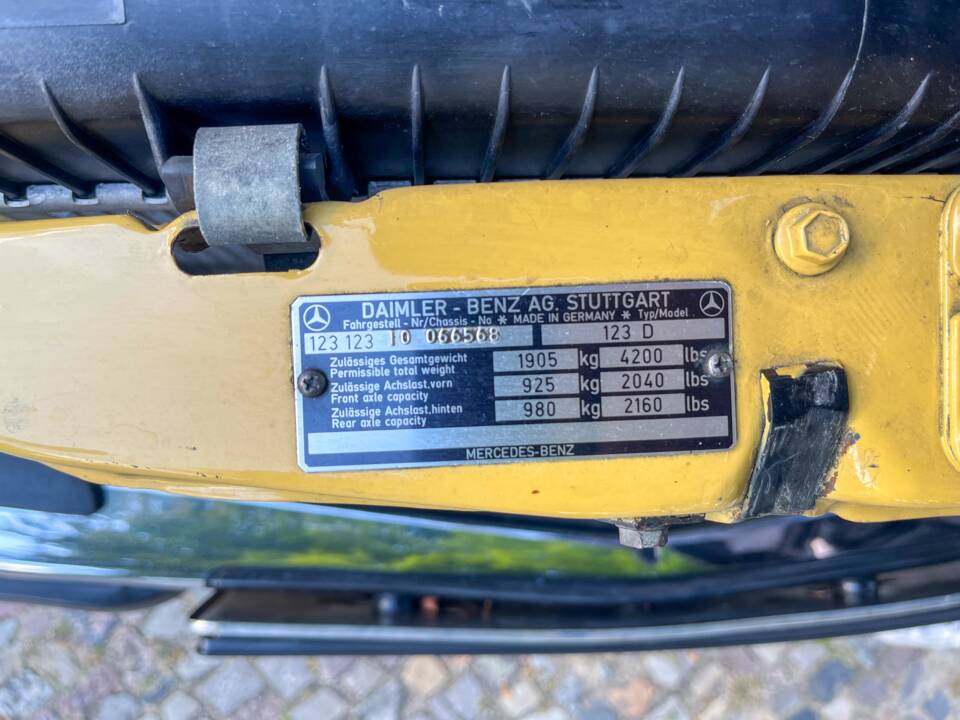 DAIMLER - BENZ AG. STUTTGART
Fahrgestell - Nr/Chassis - No * MADE IN GERMANY * Typ/Model
123 123 10 066568 123 D
Zulässiges Gesamtgewicht
Permissible total weight 1905 kg 4200 lbs
Zulässige Achslast,vorn
Front axle capacity 925 kg 2040 lbs
Zulässige Achslast,hinten
Rear axle capacity 980 kg 2160 lbs
MERCEDES-BENZ